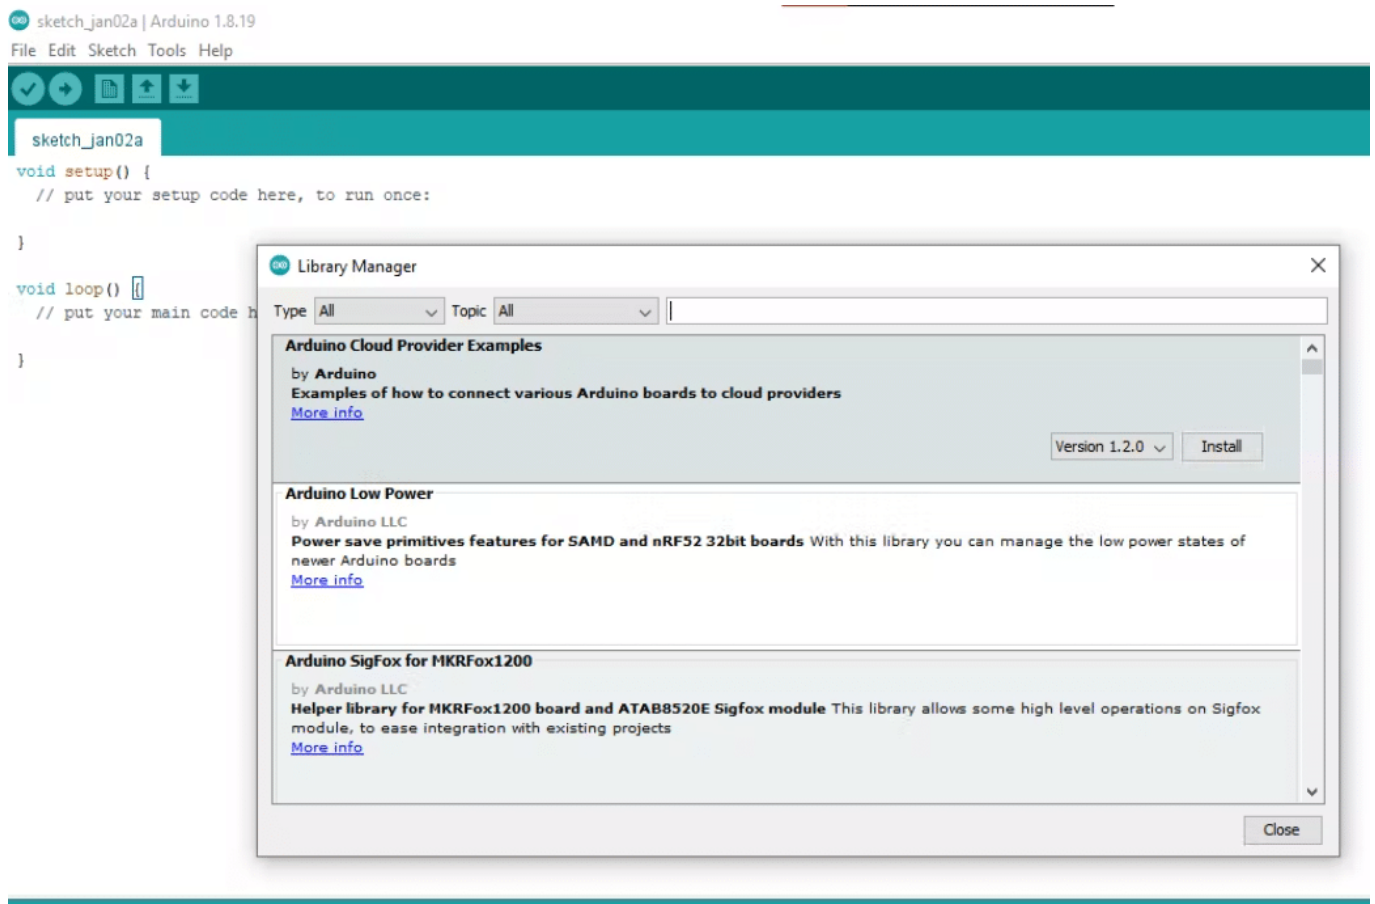 sketch_jan02a | Arduino 1.8.19
File Edit Sketch Tools Help
sketch_jan02a
void setup() {
// put your setup code here, to run once:
}
void loop() {
// put your main code h
}
Library Manager
Type All Topic All
Arduino Cloud Provider Examples
by Arduino
Examples of how to connect various Arduino boards to cloud providers
More info
Version 1.2.0 Install
Arduino Low Power
by Arduino LLC
Power save primitives features for SAMD and nRF52 32bit boards With this library you can manage the low power states of
newer Arduino boards
More info
Arduino SigFox for MKRFox1200
by Arduino LLC
Helper library for MKRFox1200 board and ATAB8520E Sigfox module This library allows some high level operations on Sigfox
module, to ease integration with existing projects
More info
Close